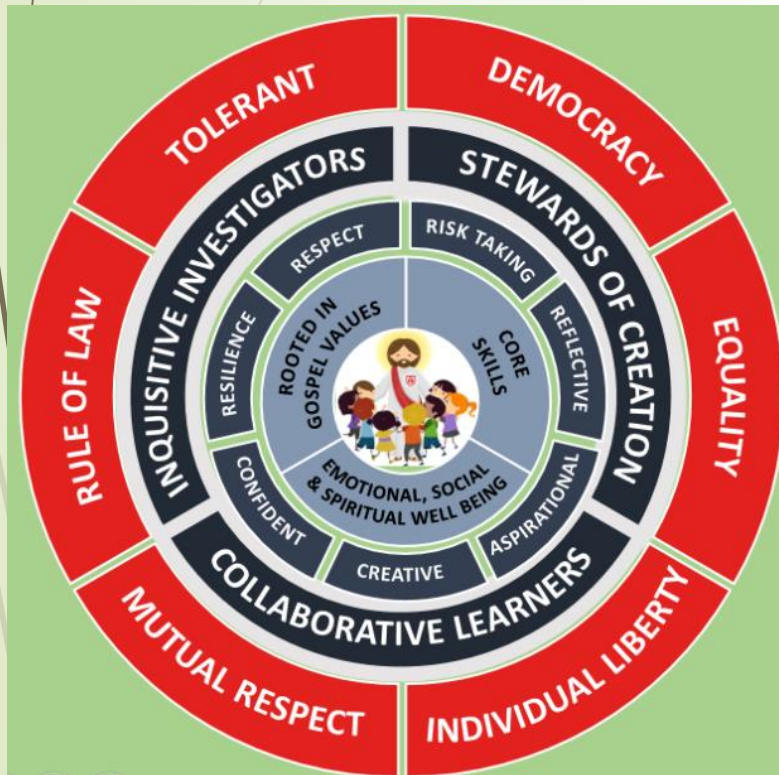 TOLERANT
DEMOCRACY
EQUALITY
INDIVIDUAL LIBERTY
MUTUAL RESPECT
RULE OF LAW
INQUISITIVE INVESTIGATORS
STEWARDS OF CREATION
COLLABORATIVE LEARNERS
RESPECT
RISK TAKING
REFLECTIVE
ASPIRATIONAL
CREATIVE
CONFIDENT
RESILIENCE
ROOTED IN
GOSPEL VALUES
CORE
SKILLS
EMOTIONAL, SOCIAL
& SPIRITUAL WELL BEING